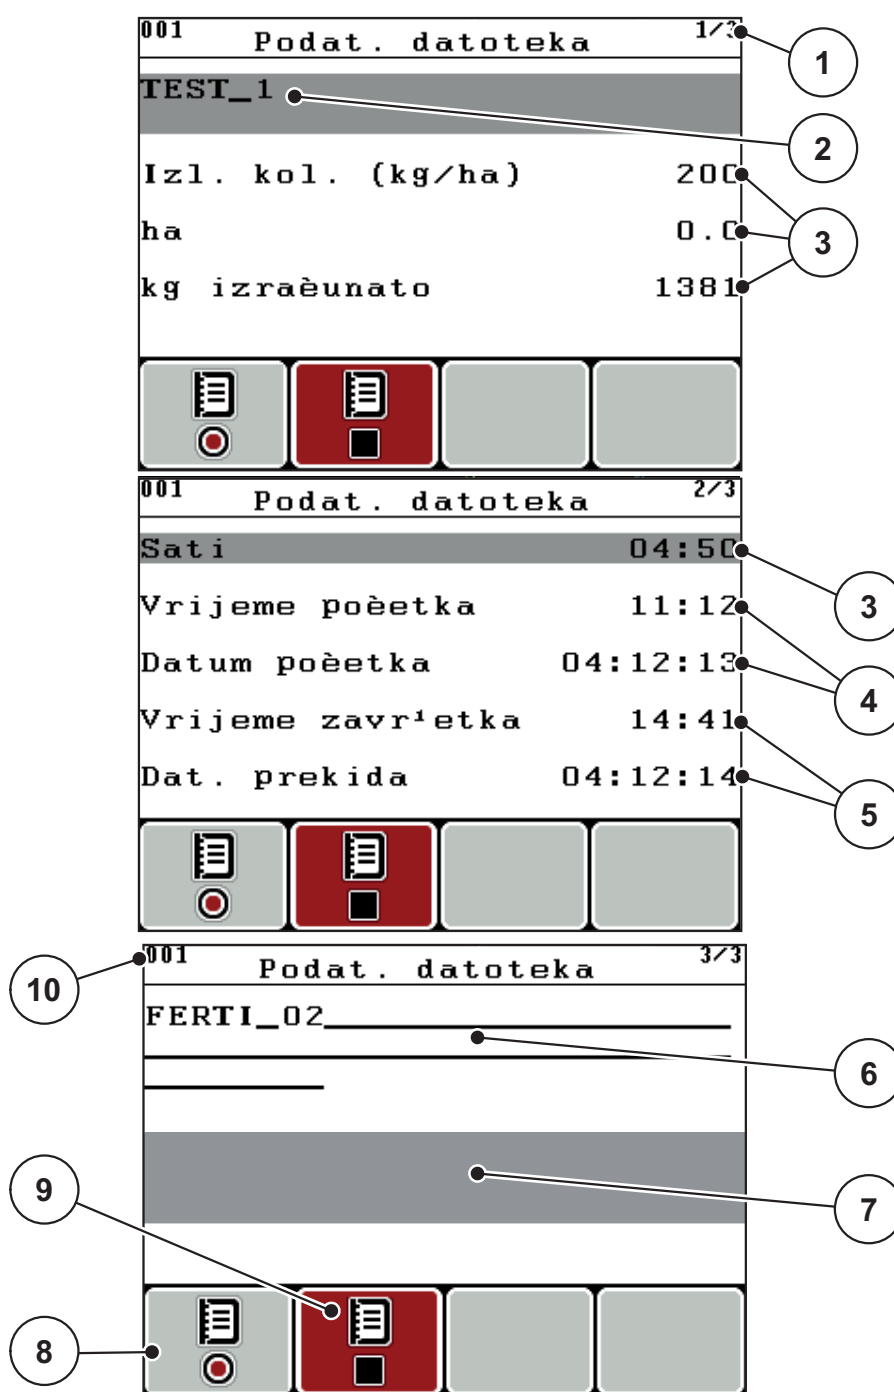 001 Podat. datoteka 1/3
1
TEST_1
2
Izl. kol. (kg/ha) 200
ha 0.0
3
kg izraèunato 1381
001 Podat. datoteka 2/3
Sati 04:50
3
Vrijeme poèetka 11:12
Datum poèetka 04:12:13
4
Vrijeme zavr¹etka 14:41
Dat. prekida 04:12:14
5
001 Podat. datoteka 3/3
10
FERTI_02
6
9
7
8